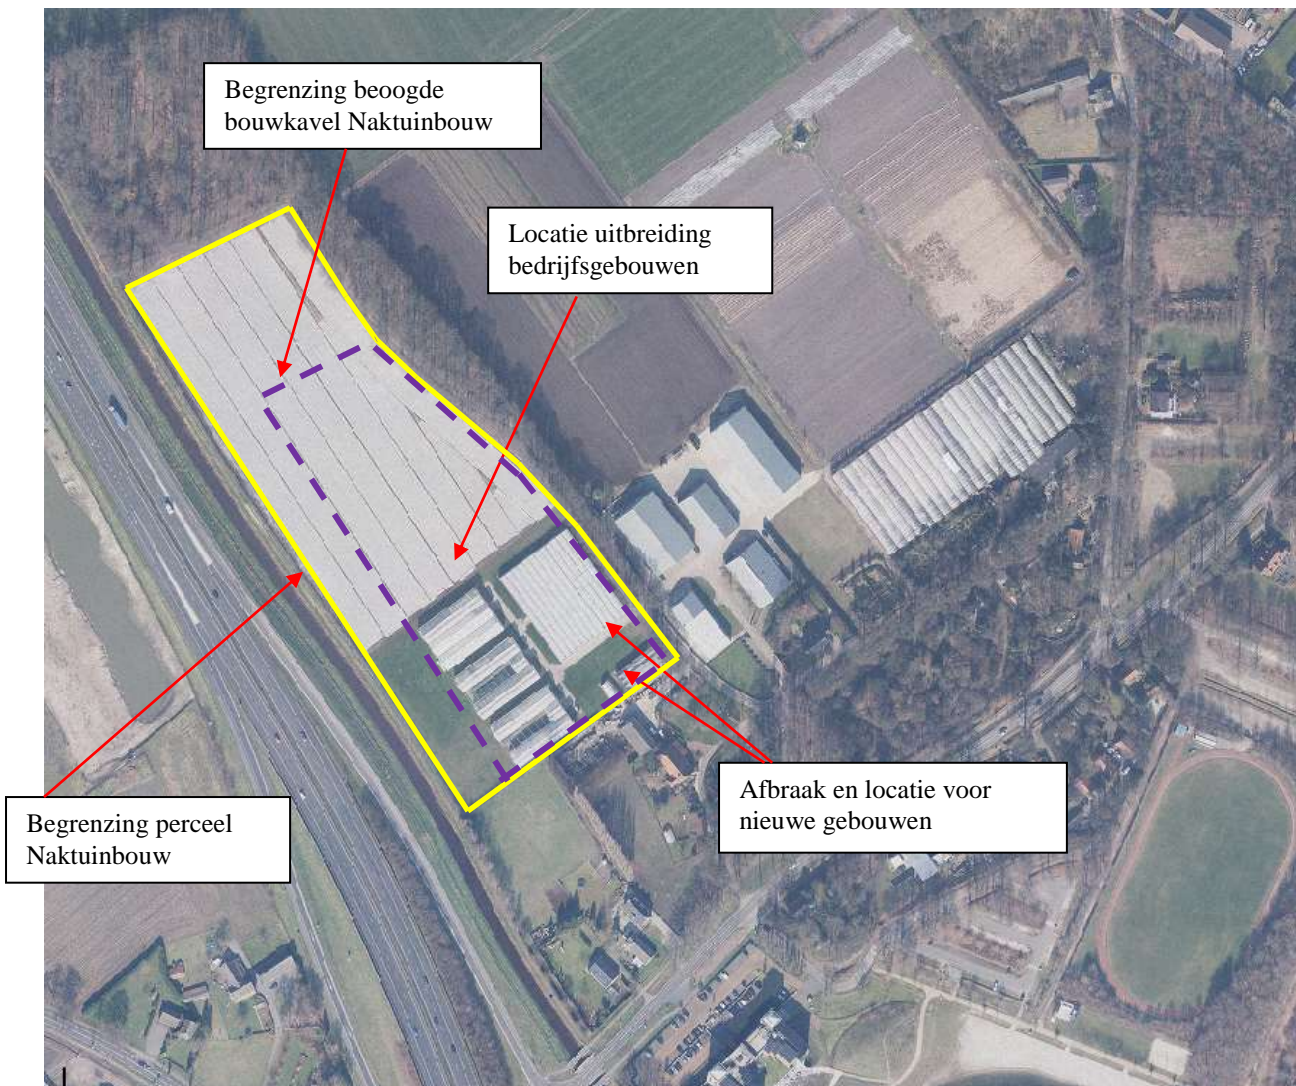 Begrenzing beoogde
bouwkavel Naktuinbouw
Locatie uitbreiding
bedrijfsgebouwen
Afbraak en locatie voor
nieuwe gebouwen
Begrenzing perceel
Naktuinbouw